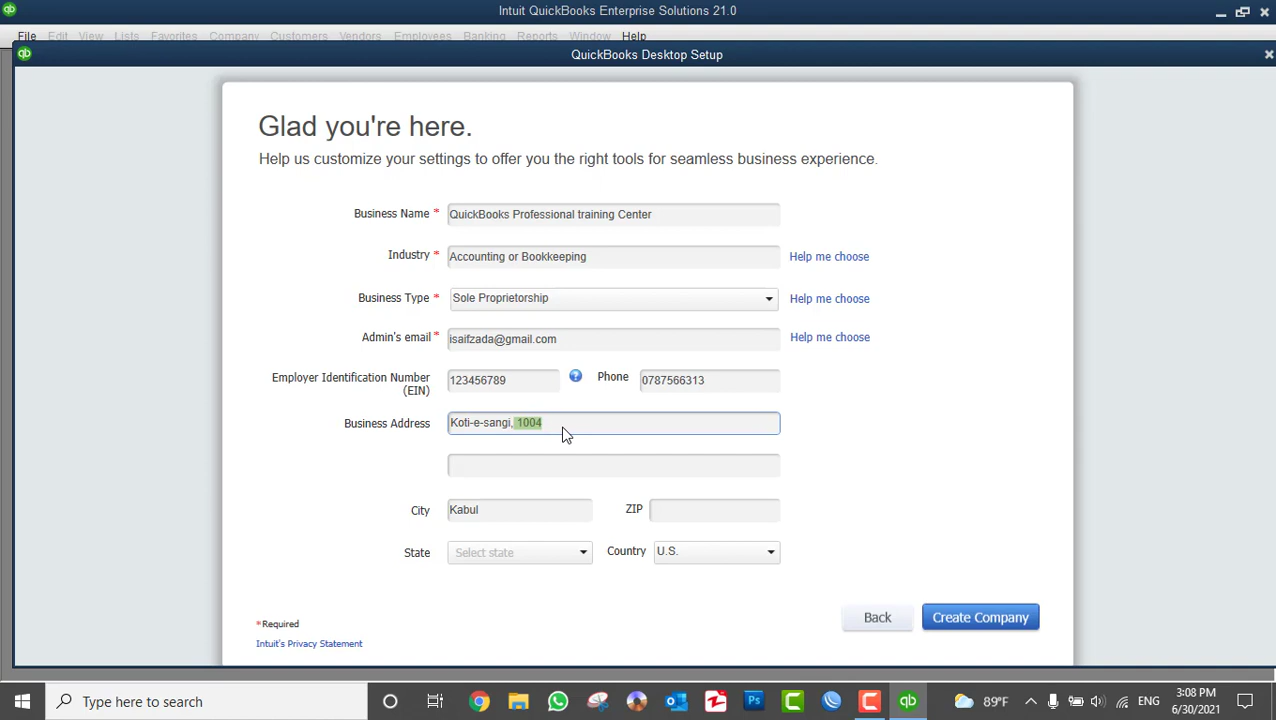 Intuit QuickBooks Enterprise Solutions 21.0
File Edit View Lists Favorites Company Customers Vendors Employees Banking Reports Window Help
QuickBooks Desktop Setup
Glad you're here.
Help us customize your settings to offer you the right tools for seamless business experience.
Business Name * QuickBooks Professional training Center
Industry * Accounting or Bookkeeping Help me choose
Business Type * Sole Proprietorship Help me choose
Admin's email * isaifzada@gmail.com Help me choose
Employer Identification Number (EIN) 123456789 ? Phone 0787566313
Business Address Koti-e-sangi, 1004
City Kabul ZIP
State Select state Country U.S.
*Required
Back Create Company
Intuit's Privacy Statement
Type here to search
89°F ENG 3:08 PM
6/30/2021